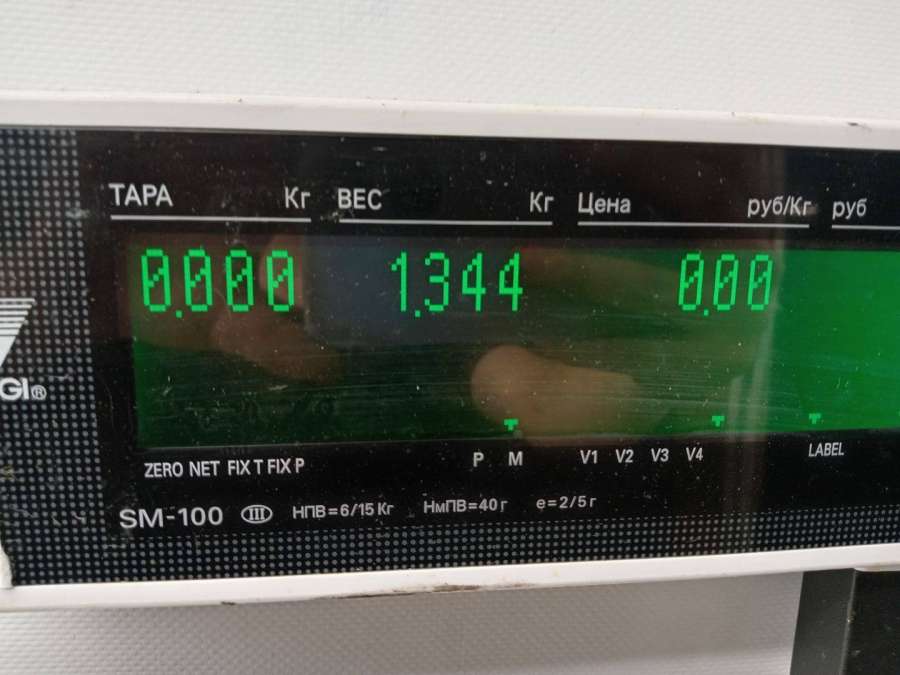 ТАРА Кг ВЕС Кг Цена руб/Кг руб
0.000 1.344 0.00
GI®
ZERO NET FIX T FIX P P M V1 V2 V3 V4 LABEL
SM-100 III НПВ=6/15 Кг НмПВ=40 г e=2/5 г